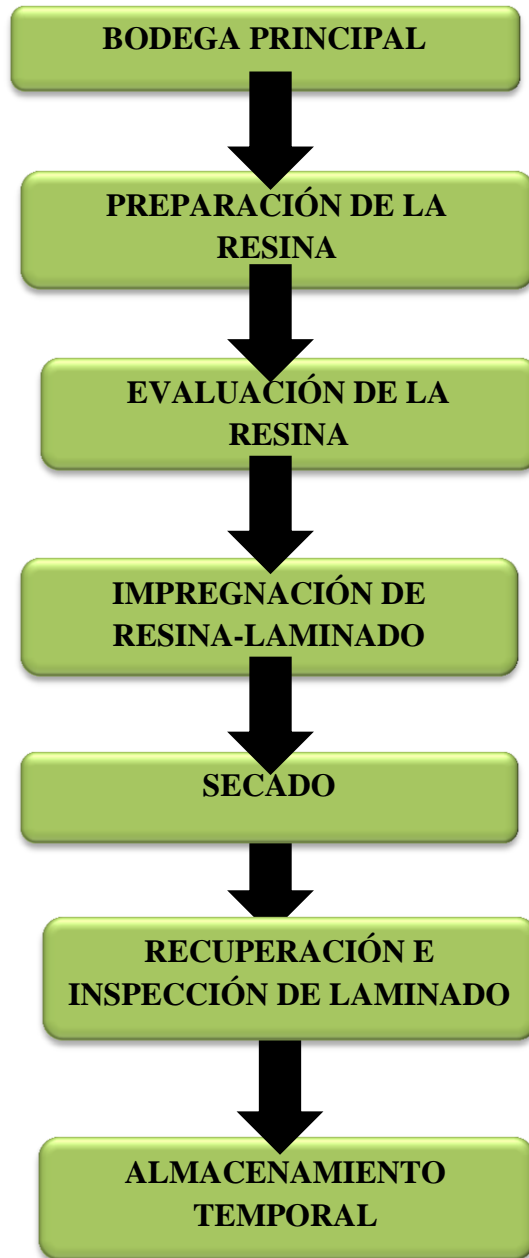 BODEGA PRINCIPAL
PREPARACIÓN DE LA
RESINA
EVALUACIÓN DE LA
RESINA
IMPREGNACIÓN DE
RESINA-LAMINADO
SECADO
RECUPERACIÓN E
INSPECCIÓN DE LAMINADO
ALMACENAMIENTO
TEMPORAL